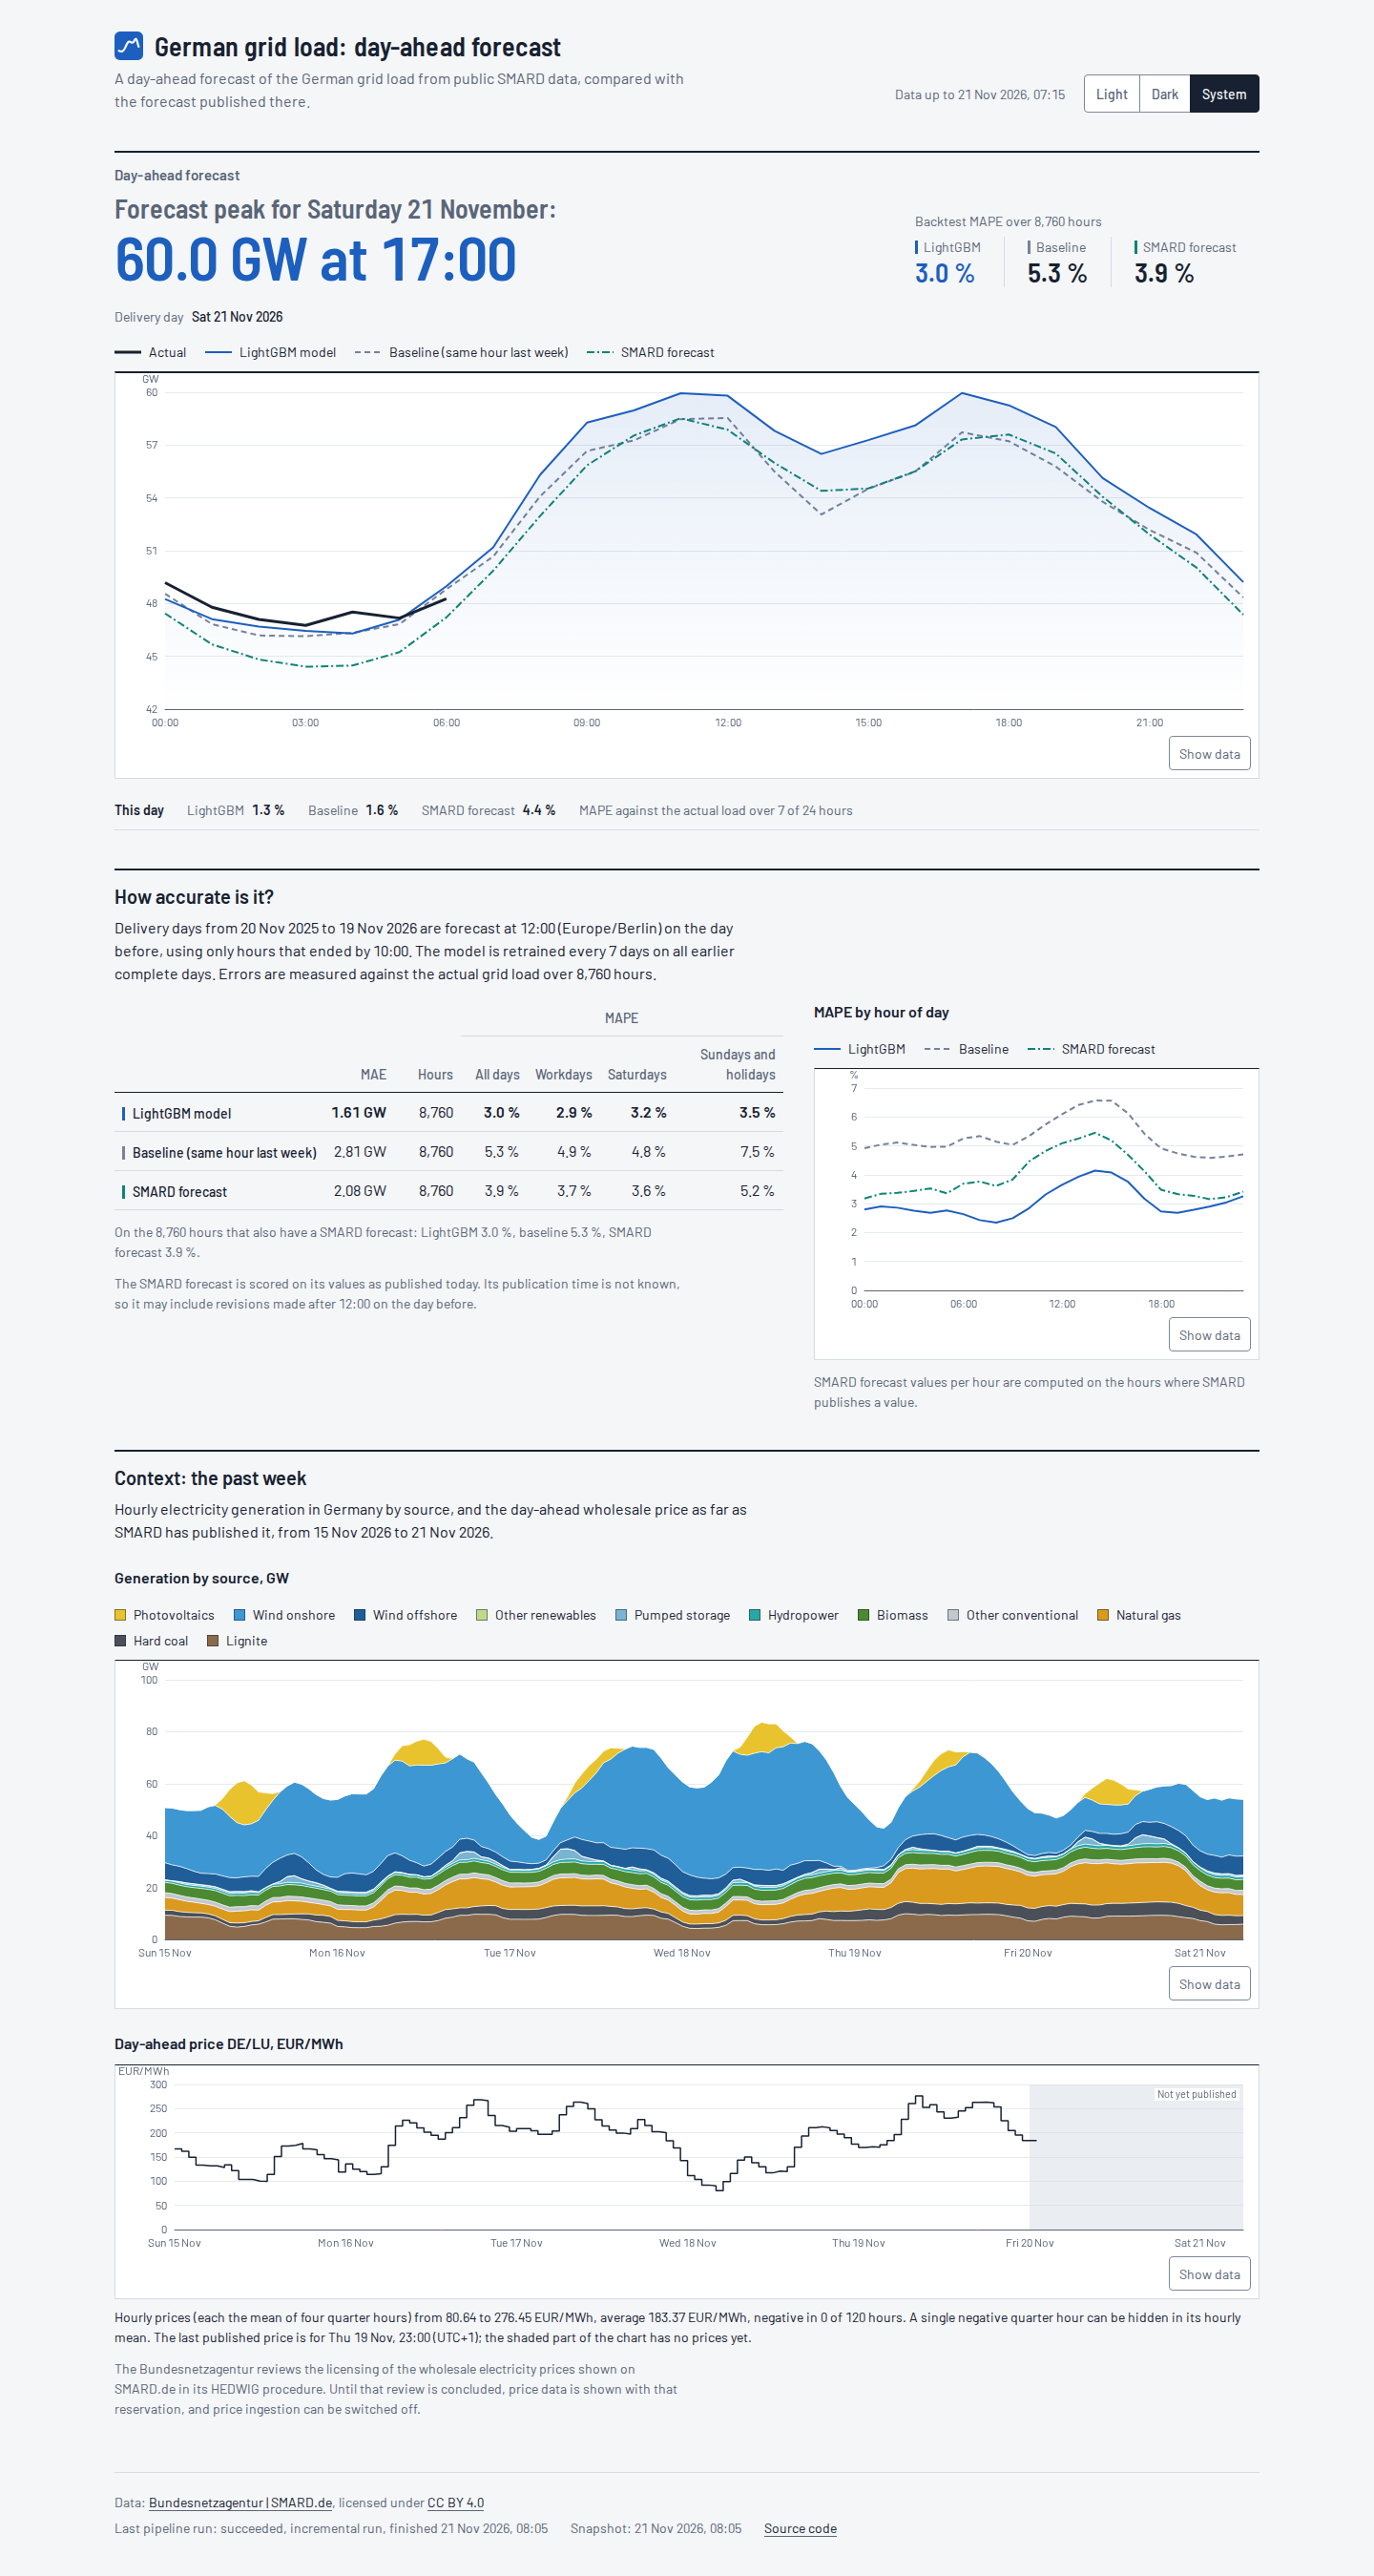 German grid load: day-ahead forecast
A day-ahead forecast of the German grid load from public SMARD data, compared with
the forecast published there.
Data up to 21 Nov 2026, 07:15
Light Dark System
Day-ahead forecast
Forecast peak for Saturday 21 November:
60.0 GW at 17:00
Backtest MAPE over 8,760 hours
LightGBM Baseline SMARD forecast
3.0 % 5.3 % 3.9 %
Delivery day Sat 21 Nov 2026
Actual LightGBM model Baseline (same hour last week) SMARD forecast
GW
60
57
54
51
48
45
42
00:00 03:00 06:00 09:00 12:00 15:00 18:00 21:00
Show data
This day LightGBM 1.3 % Baseline 1.6 % SMARD forecast 4.4 % MAPE against the actual load over 7 of 24 hours
How accurate is it?
Delivery days from 20 Nov 2025 to 19 Nov 2026 are forecast at 12:00 (Europe/Berlin) on the day
before, using only hours that ended by 10:00. The model is retrained every 7 days on all earlier
complete days. Errors are measured against the actual grid load over 8,760 hours.
MAPE
MAE Hours All days Workdays Saturdays Sundays and
holidays
LightGBM model 1.61 GW 8,760 3.0 % 2.9 % 3.2 % 3.5 %
Baseline (same hour last week) 2.81 GW 8,760 5.3 % 4.9 % 4.8 % 7.5 %
SMARD forecast 2.08 GW 8,760 3.9 % 3.7 % 3.6 % 5.2 %
On the 8,760 hours that also have a SMARD forecast: LightGBM 3.0 %, baseline 5.3 %, SMARD
forecast 3.9 %.
The SMARD forecast is scored on its values as published today. Its publication time is not known,
so it may include revisions made after 12:00 on the day before.
MAPE by hour of day
LightGBM Baseline SMARD forecast
%
7
6
5
4
3
2
1
0
00:00 06:00 12:00 18:00
Show data
SMARD forecast values per hour are computed on the hours where SMARD
publishes a value.
Context: the past week
Hourly electricity generation in Germany by source, and the day-ahead wholesale price as far as
SMARD has published it, from 15 Nov 2026 to 21 Nov 2026.
Generation by source, GW
Photovoltaics Wind onshore Wind offshore Other renewables Pumped storage Hydropower Biomass Other conventional Natural gas
Hard coal Lignite
GW
100
80
60
40
20
0
Sun 15 Nov Mon 16 Nov Tue 17 Nov Wed 18 Nov Thu 19 Nov Fri 20 Nov Sat 21 Nov
Show data
Day-ahead price DE/LU, EUR/MWh
EUR/MWh
300
250
200
150
100
50
0
Not yet published
Sun 15 Nov Mon 16 Nov Tue 17 Nov Wed 18 Nov Thu 19 Nov Fri 20 Nov Sat 21 Nov
Show data
Hourly prices (each the mean of four quarter hours) from 80.64 to 276.45 EUR/MWh, average 183.37 EUR/MWh, negative in 0 of 120 hours. A single negative quarter hour can be hidden in its hourly
mean. The last published price is for Thu 19 Nov, 23:00 (UTC+1); the shaded part of the chart has no prices yet.
The Bundesnetzagentur reviews the licensing of the wholesale electricity prices shown on
SMARD.de in its HEDWIG procedure. Until that review is concluded, price data is shown with that
reservation, and price ingestion can be switched off.
Data: Bundesnetzagentur | SMARD.de, licensed under CC BY 4.0
Last pipeline run: succeeded, incremental run, finished 21 Nov 2026, 08:05 Snapshot: 21 Nov 2026, 08:05 Source code